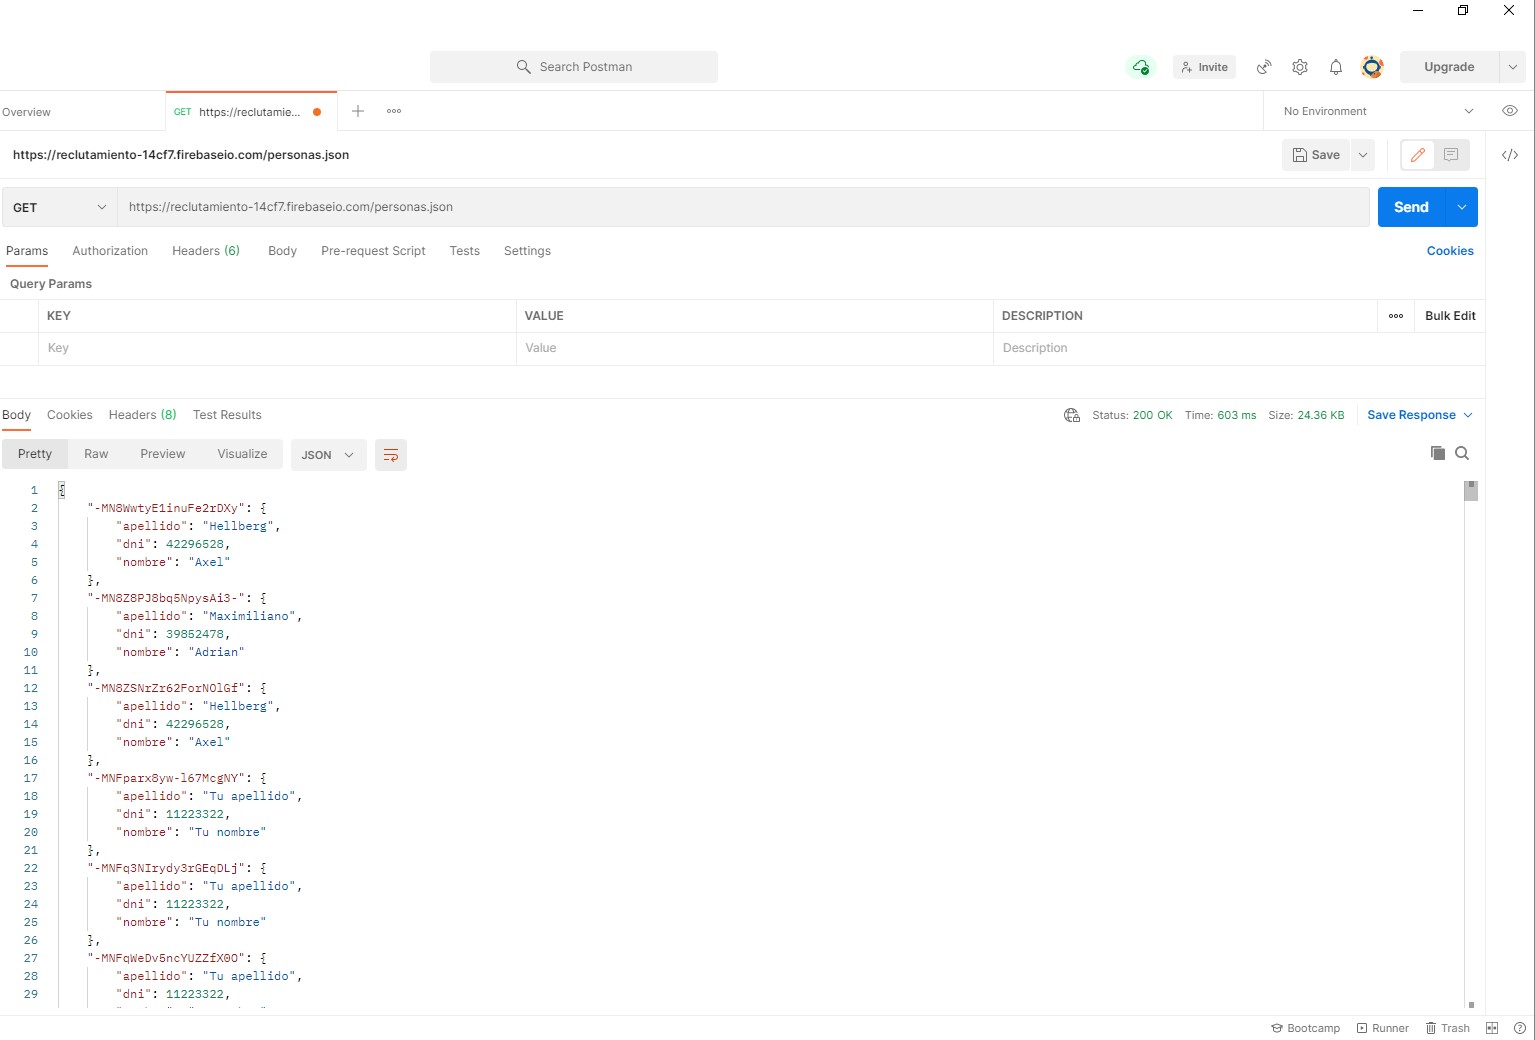 Search Postman
Invite
Upgrade
Overview
GET https://reclutamie...
No Environment
https://reclutamiento-14cf7.firebaseio.com/personas.json
Save
GET https://reclutamiento-14cf7.firebaseio.com/personas.json Send
Params Authorization Headers (6) Body Pre-request Script Tests Settings Cookies
Query Params
KEY VALUE DESCRIPTION Bulk Edit
Key Value Description
Body Cookies Headers (8) Test Results Status: 200 OK Time: 603 ms Size: 24.36 KB Save Response
Pretty Raw Preview Visualize JSON
1 {
2 "-MN8WwtyE1inuFe2rDXy": {
3 "apellido": "Hellberg",
4 "dni": 42296528,
5 "nombre": "Axel"
6 },
7 "-MN8Z8PJ8bq5NpysAi3-": {
8 "apellido": "Maximiliano",
9 "dni": 39852478,
10 "nombre": "Adrian"
11 },
12 "-MN8ZSNrZr62ForNOlGf": {
13 "apellido": "Hellberg",
14 "dni": 42296528,
15 "nombre": "Axel"
16 },
17 "-MNFparx8yw-l67McgNY": {
18 "apellido": "Tu apellido",
19 "dni": 11223322,
20 "nombre": "Tu nombre"
21 },
22 "-MNFq3NIrydy3rGEqDLj": {
23 "apellido": "Tu apellido",
24 "dni": 11223322,
25 "nombre": "Tu nombre"
26 },
27 "-MNFqWeDv5ncYUZZfX0O": {
28 "apellido": "Tu apellido",
29 "dni": 11223322,
Bootcamp Runner Trash